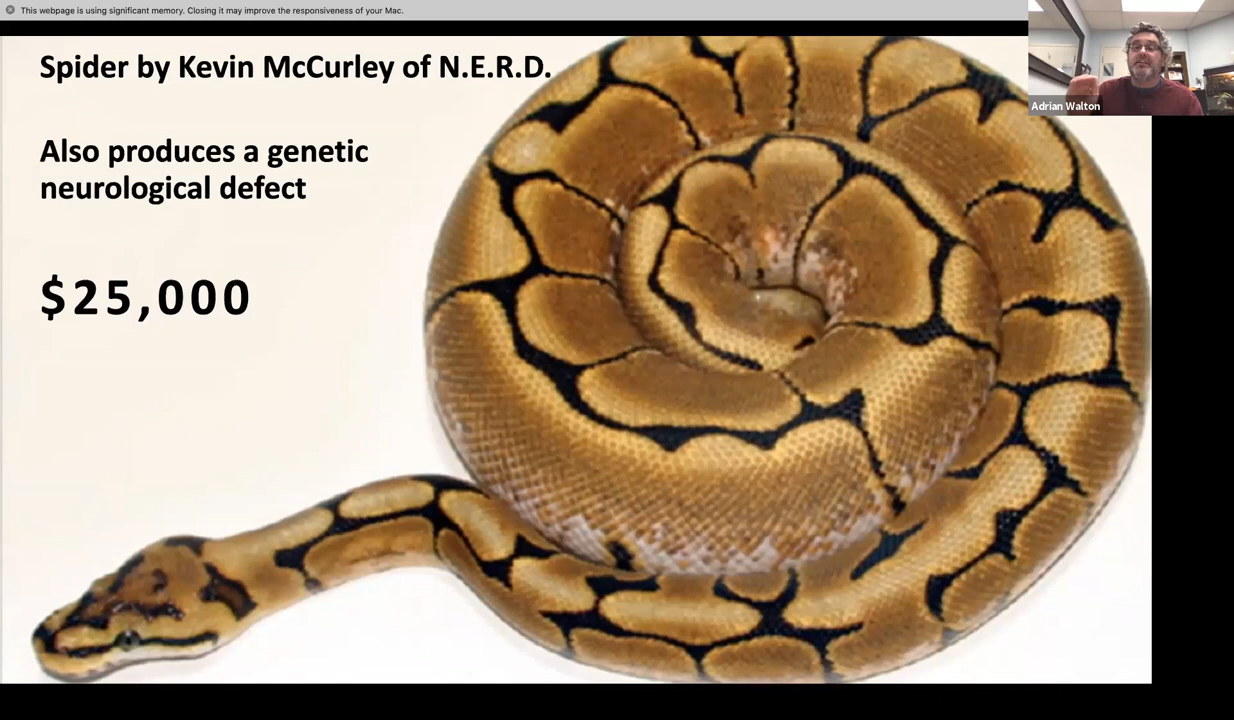 This webpage is using significant memory. Closing it may improve the responsiveness of your Mac.
Spider by Kevin McCurley of N.E.R.D.
Also produces a genetic
neurological defect
$25,000
Adrian Walton